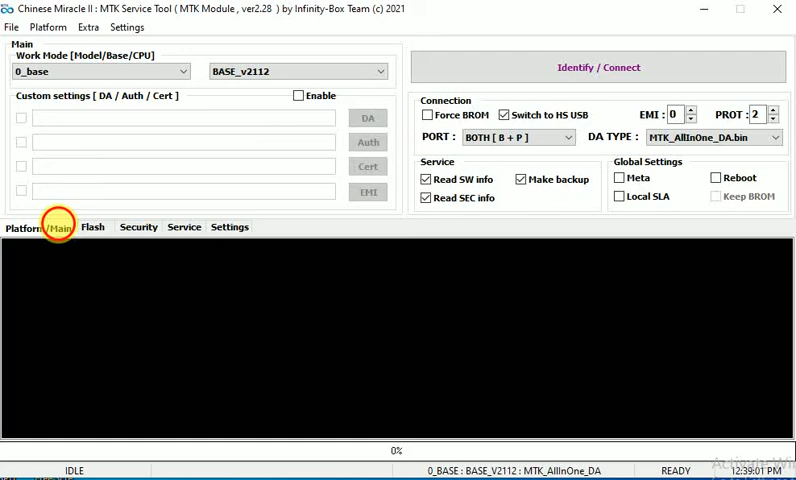 Chinese Miracle II : MTK Service Tool ( MTK Module , ver2.28 ) by Infinity-Box Team (c) 2021
File Platform Extra Settings
Main
Work Mode [Model/Base/CPU]
0_base BASE_v2112
Identify / Connect
Custom settings [ DA / Auth / Cert ] Enable
DA
Auth
Cert
EMI
Connection
Force BROM Switch to HS USB EMI : 0 PROT : 2
PORT : BOTH [ B + P ] DA TYPE : MTK_AllInOne_DA.bin
Service
Read SW info Make backup
Read SEC info
Global Settings
Meta Reboot
Local SLA Keep BROM
Platform /Main Flash Security Service Settings
0%
IDLE 0_BASE : BASE_V2112 : MTK_AllInOne_DA READY 12:39:01 PM
Activate Wi